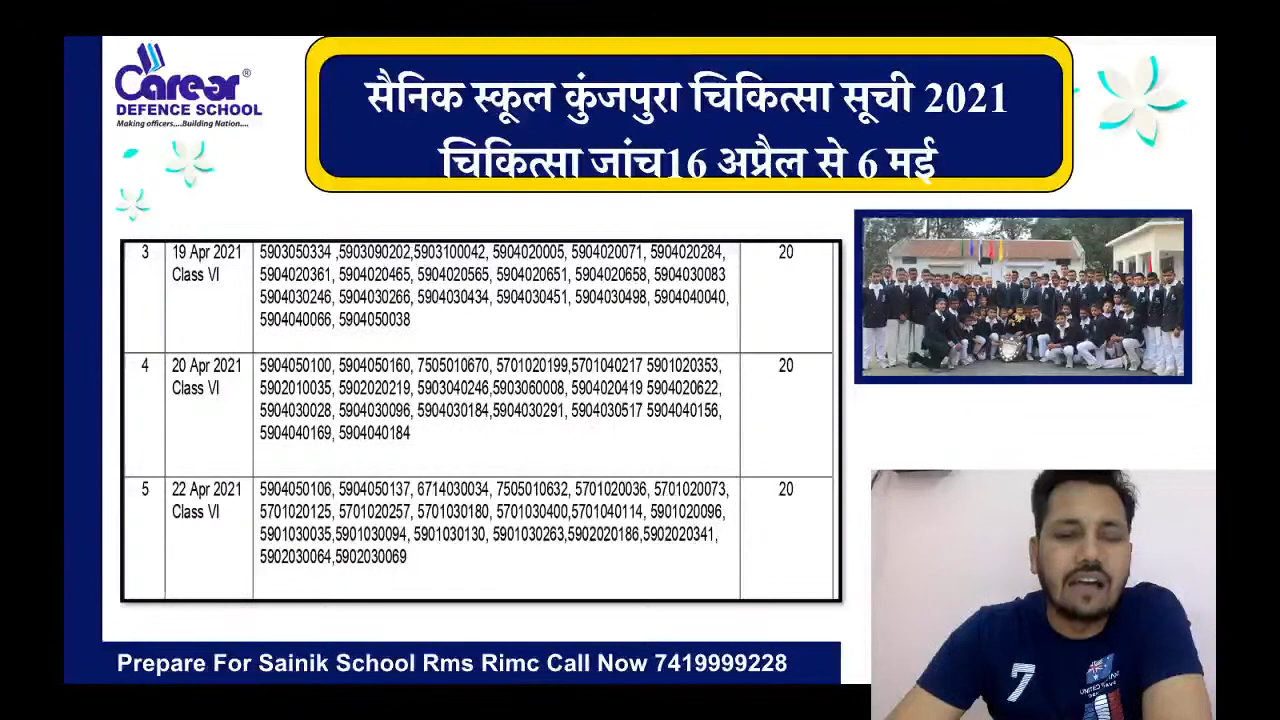 Career®
DEFENCE SCHOOL
Making officers....Building Nation....
सैनिक स्कूल कुंजपुरा चिकित्सा सूची 2021
चिकित्सा जांच16 अप्रैल से 6 मई
3 19 Apr 2021 5903050334 ,5903090202,5903100042, 5904020005, 5904020071, 5904020284, 20
Class VI 5904020361, 5904020465, 5904020565, 5904020651, 5904020658, 5904030083
5904030246, 5904030266, 5904030434, 5904030451, 5904030498, 5904040040,
5904040066, 5904050038
4 20 Apr 2021 5904050100, 5904050160, 7505010670, 5701020199,5701040217 5901020353, 20
Class VI 5902010035, 5902020219, 5903040246,5903060008, 5904020419 5904020622,
5904030028, 5904030096, 5904030184,5904030291, 5904030517 5904040156,
5904040169, 5904040184
5 22 Apr 2021 5904050106, 5904050137, 6714030034, 7505010632, 5701020036, 5701020073, 20
Class VI 5701020125, 5701020257, 5701030180, 5701030400,5701040114, 5901020096,
5901030035,5901030094, 5901030130, 5901030263,5902020186,5902020341,
5902030064,5902030069
7
Prepare For Sainik School Rms Rimc Call Now 7419999228